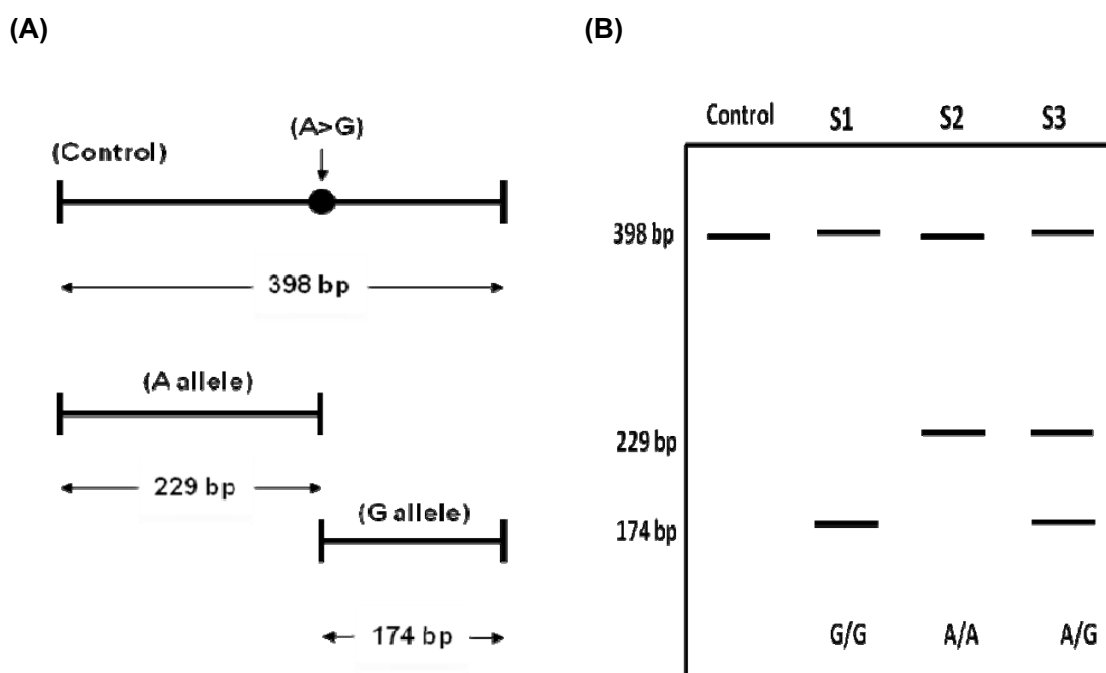 (A)
(A>G)
(Control)
398 bp
(A allele)
229 bp
(G allele)
174 bp
(B)
Control S1 S2 S3
398 bp
229 bp
174 bp
G/G A/A A/G